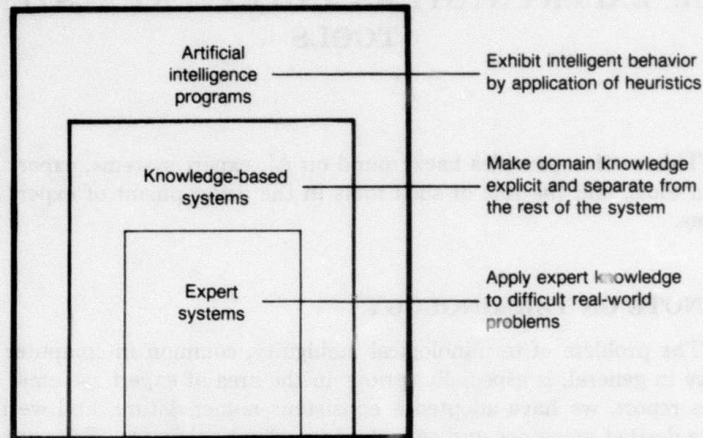 TOOLS
Artificial
intelligence
programs
Exhibit intelligent behavior
by application of heuristics
Knowledge-based
systems
Make domain knowledge
explicit and separate from
the rest of the system
Expert
systems
Apply expert knowledge
to difficult real-world
problems